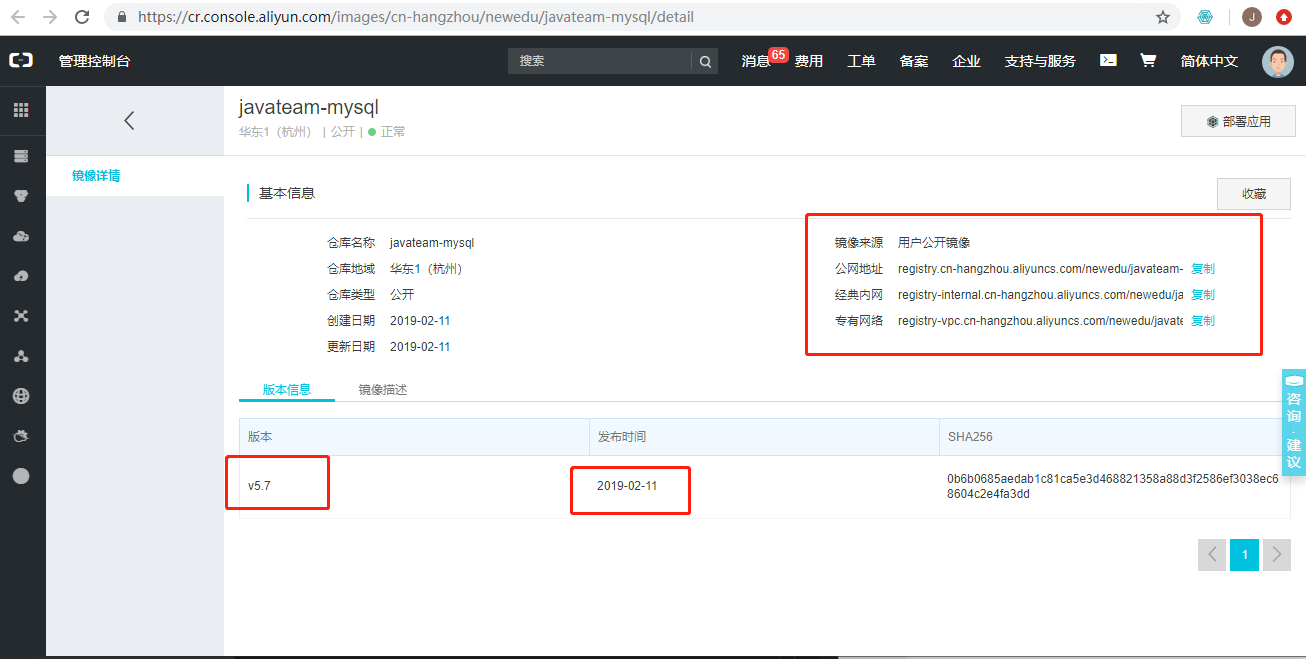 https://cr.console.aliyun.com/images/cn-hangzhou/newedu/javateam-mysql/detail
J
管理控制台
搜索
消息
65
费用
工单
备案
企业
支持与服务
简体中文
javateam-mysql
华东1（杭州） | 公开 | 正常
部署应用
镜像详情
基本信息
收藏
仓库名称 javateam-mysql
仓库地域 华东1（杭州）
仓库类型 公开
创建日期 2019-02-11
更新日期 2019-02-11
镜像来源 用户公开镜像
公网地址 registry.cn-hangzhou.aliyuncs.com/newedu/javateam- 复制
经典内网 registry-internal.cn-hangzhou.aliyuncs.com/newedu/ja 复制
专有网络 registry-vpc.cn-hangzhou.aliyuncs.com/newedu/javate 复制
版本信息 镜像描述
版本 发布时间 SHA256
v5.7 2019-02-11 0b6b0685aedab1c81ca5e3d468821358a88d3f2586ef3038ec6
8604c2e4fa3dd
1
咨询·建议